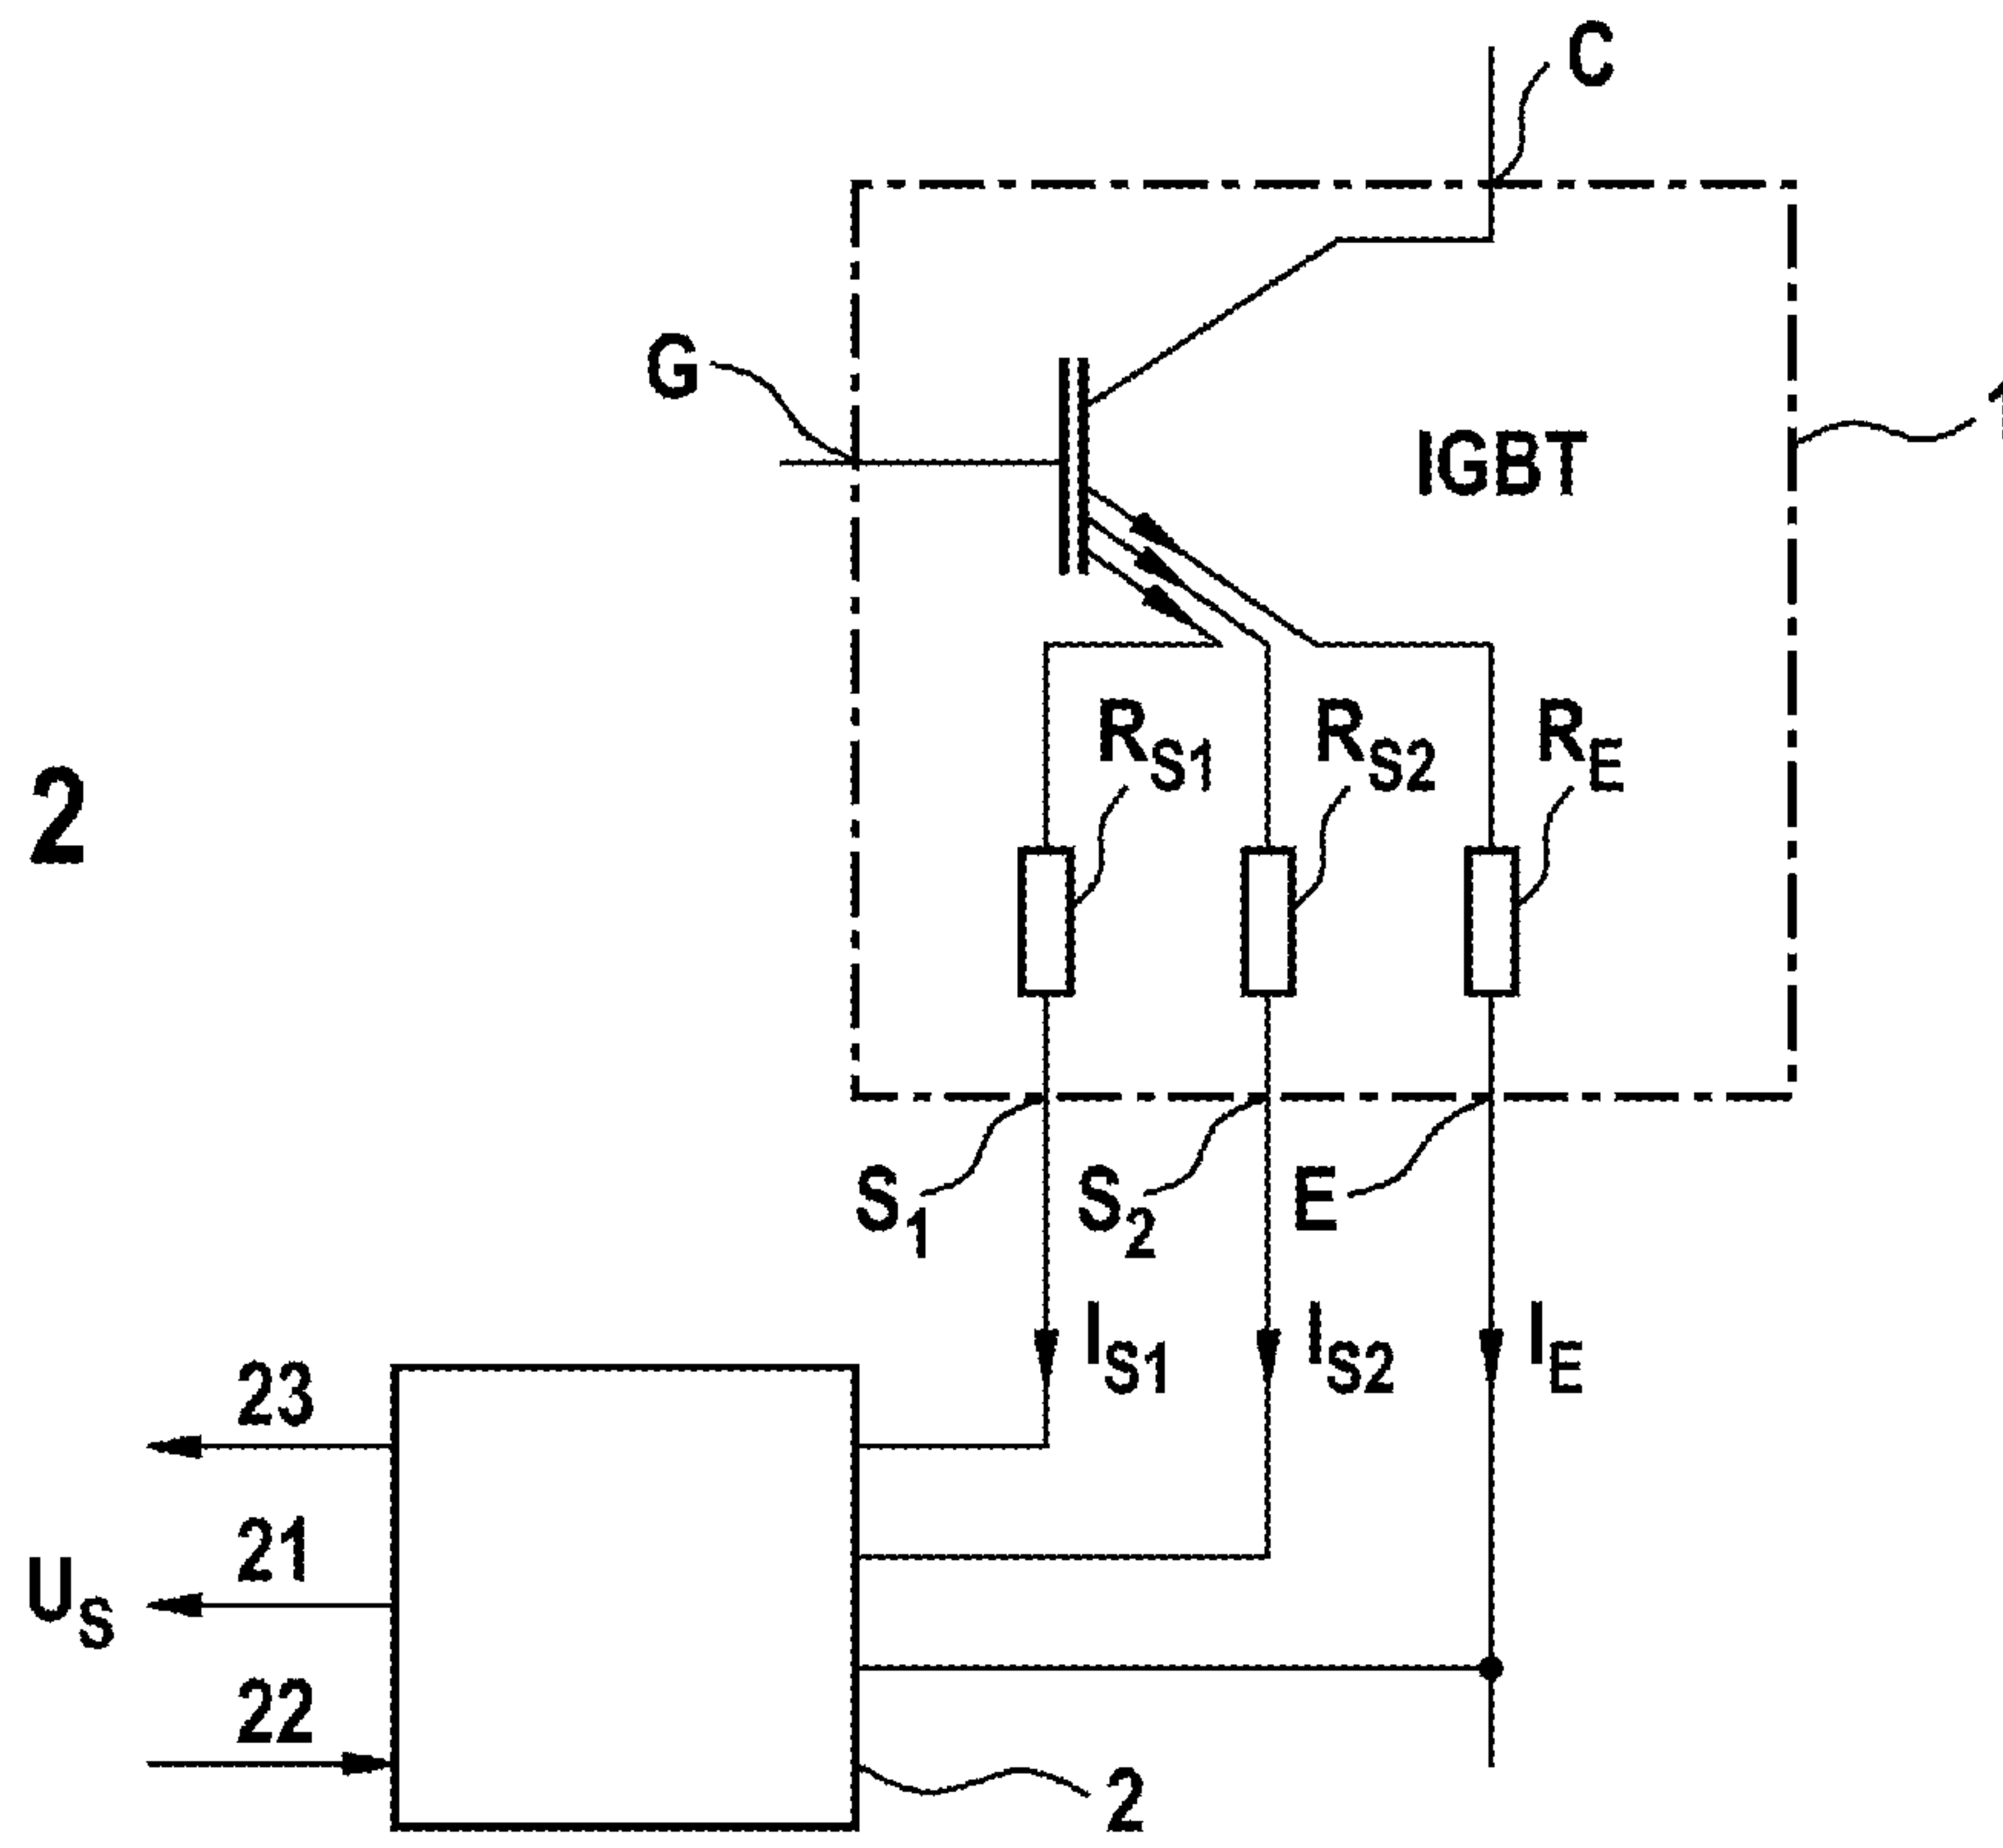 C
G
IGBT
1
R_S1
R_S2
R_E
2
S_1
S_2
E
I_S1
I_S2
I_E
23
21
U_S
22
2